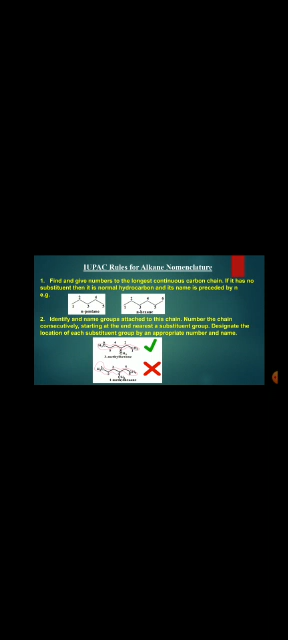 IUPAC Rules for Alkane Nomenclature
1. Find and give numbers to the longest continuous carbon chain. If it has no
substituent then it is normal hydrocarbon and its name is preceded by n
e.g.
n-pentane n-hexane
2. Identify and name groups attached to this chain. Number the chain
consecutively, starting at the end nearest a substituent group. Designate the
location of each substituent group by an appropriate number and name.